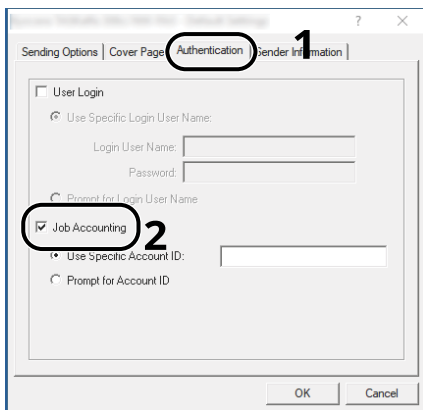 Sending Options Cover Page Authentication Sender Information
1
User Login
Use Specific Login User Name:
Login User Name:
Password:
Prompt for Login User Name
Job Accounting
2
Use Specific Account ID:
Prompt for Account ID
OK Cancel